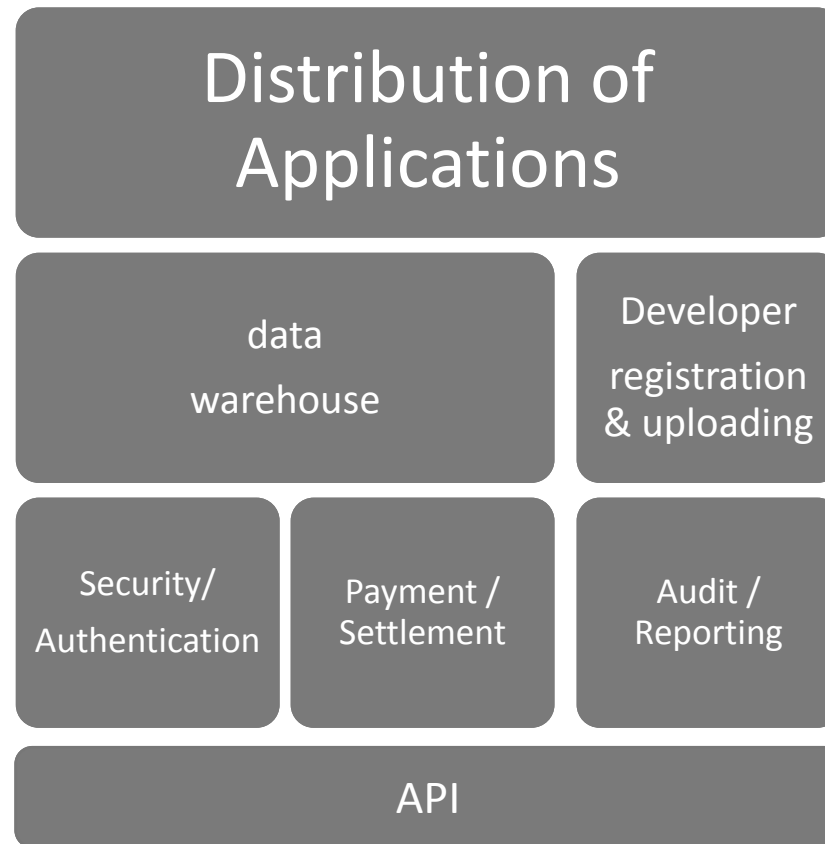 Distribution of
Applications
data
warehouse
Developer
registration
& uploading
Security/
Authentication
Payment /
Settlement
Audit /
Reporting
API